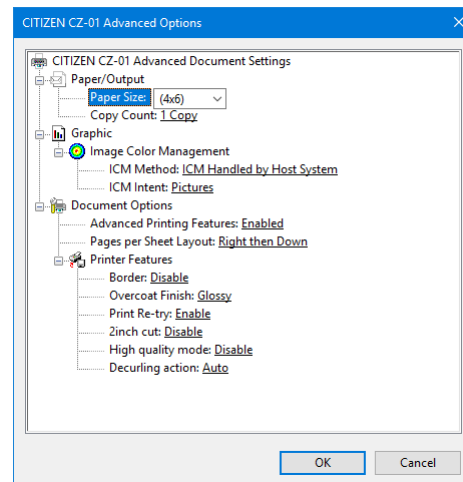 CITIZEN CZ-01 Advanced Options
CITIZEN CZ-01 Advanced Document Settings
Paper/Output
Paper Size: (4x6)
Copy Count: 1 Copy
Graphic
Image Color Management
ICM Method: ICM Handled by Host System
ICM Intent: Pictures
Document Options
Advanced Printing Features: Enabled
Pages per Sheet Layout: Right then Down
Printer Features
Border: Disable
Overcoat Finish: Glossy
Print Re-try: Enable
2inch cut: Disable
High quality mode: Disable
Decurling action: Auto
OK Cancel